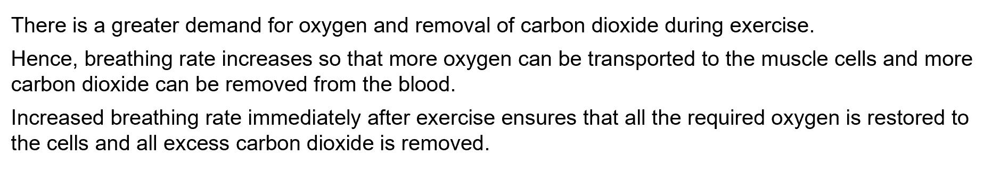 There is a greater demand for oxygen and removal of carbon dioxide during exercise.
Hence, breathing rate increases so that more oxygen can be transported to the muscle cells and more
carbon dioxide can be removed from the blood.
Increased breathing rate immediately after exercise ensures that all the required oxygen is restored to
the cells and all excess carbon dioxide is removed.